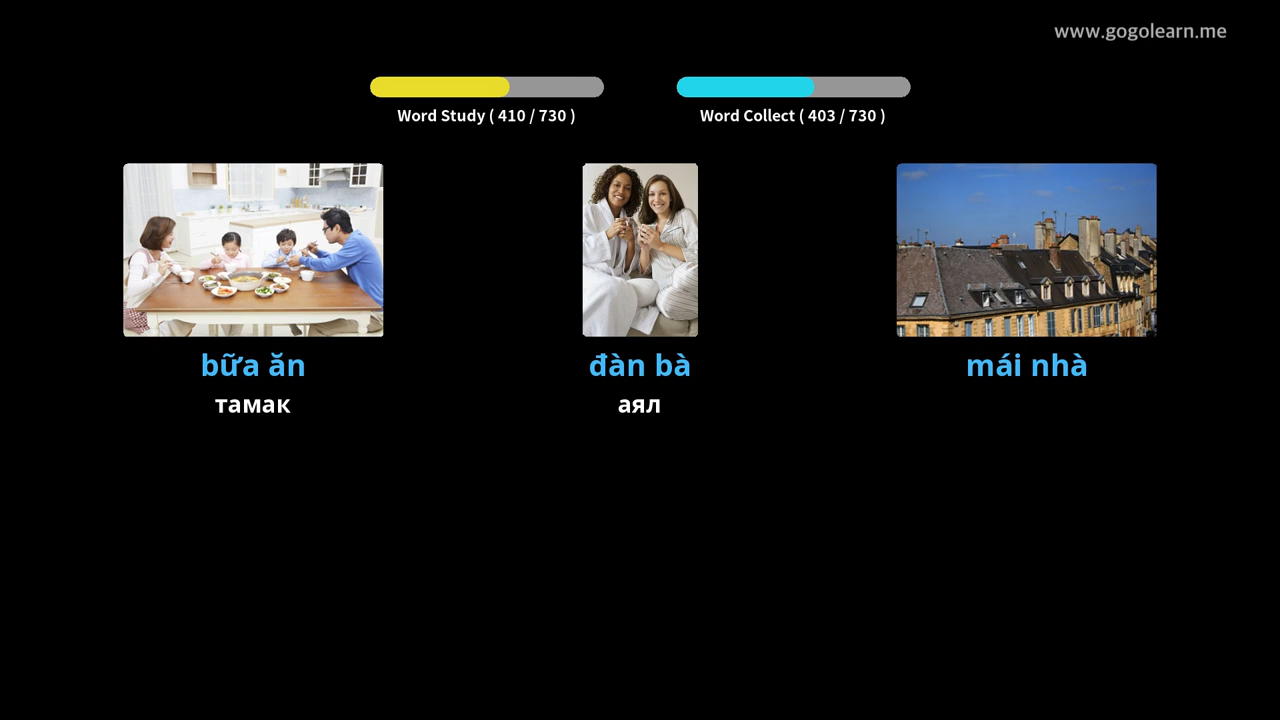 www.gogolearn.me
Word Study ( 410 / 730 )
Word Collect ( 403 / 730 )
bữa ăn
тамак
đàn bà
аял
mái nhà